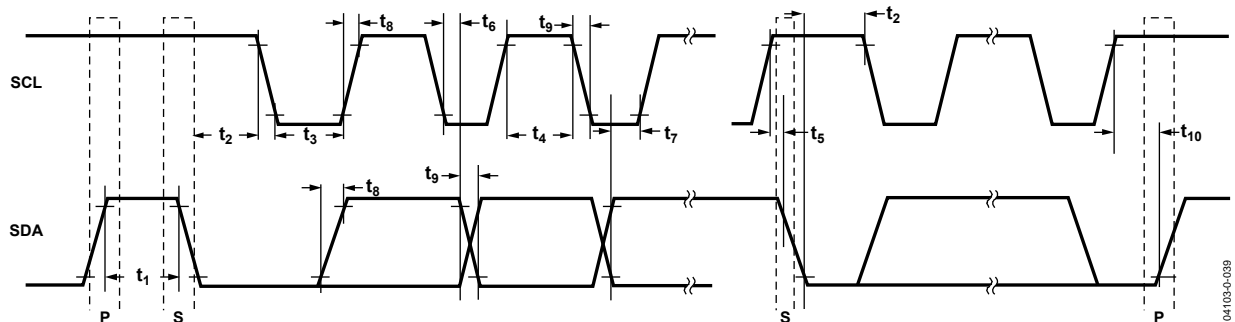 t8 t6 t9 t2
SCL
t2 t3 t4 t7 t5 t10
t9
t8
SDA
t1
P S S P
04103-0-039